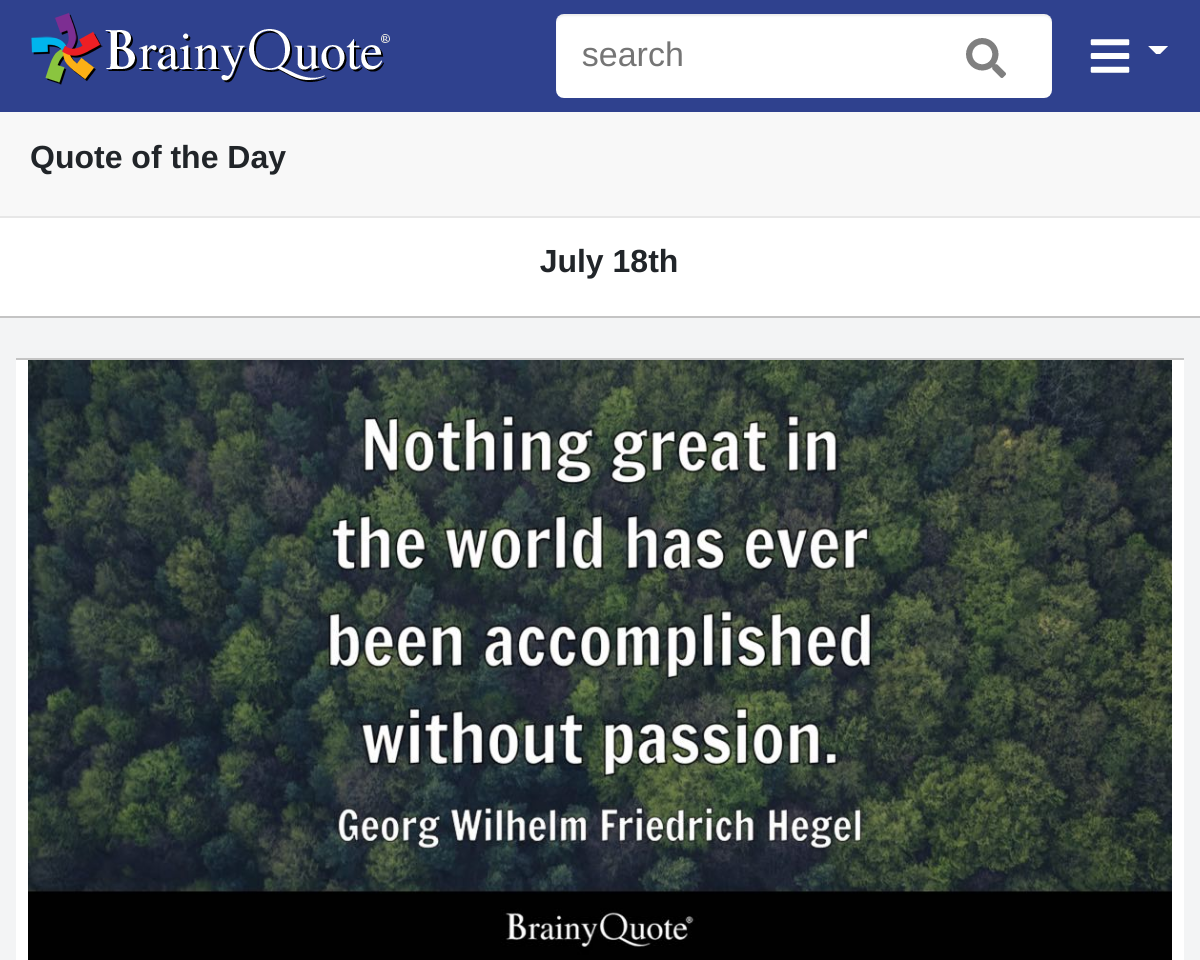 BrainyQuote®
search
Quote of the Day
July 18th
Nothing great in
the world has ever
been accomplished
without passion.
Georg Wilhelm Friedrich Hegel
BrainyQuote®